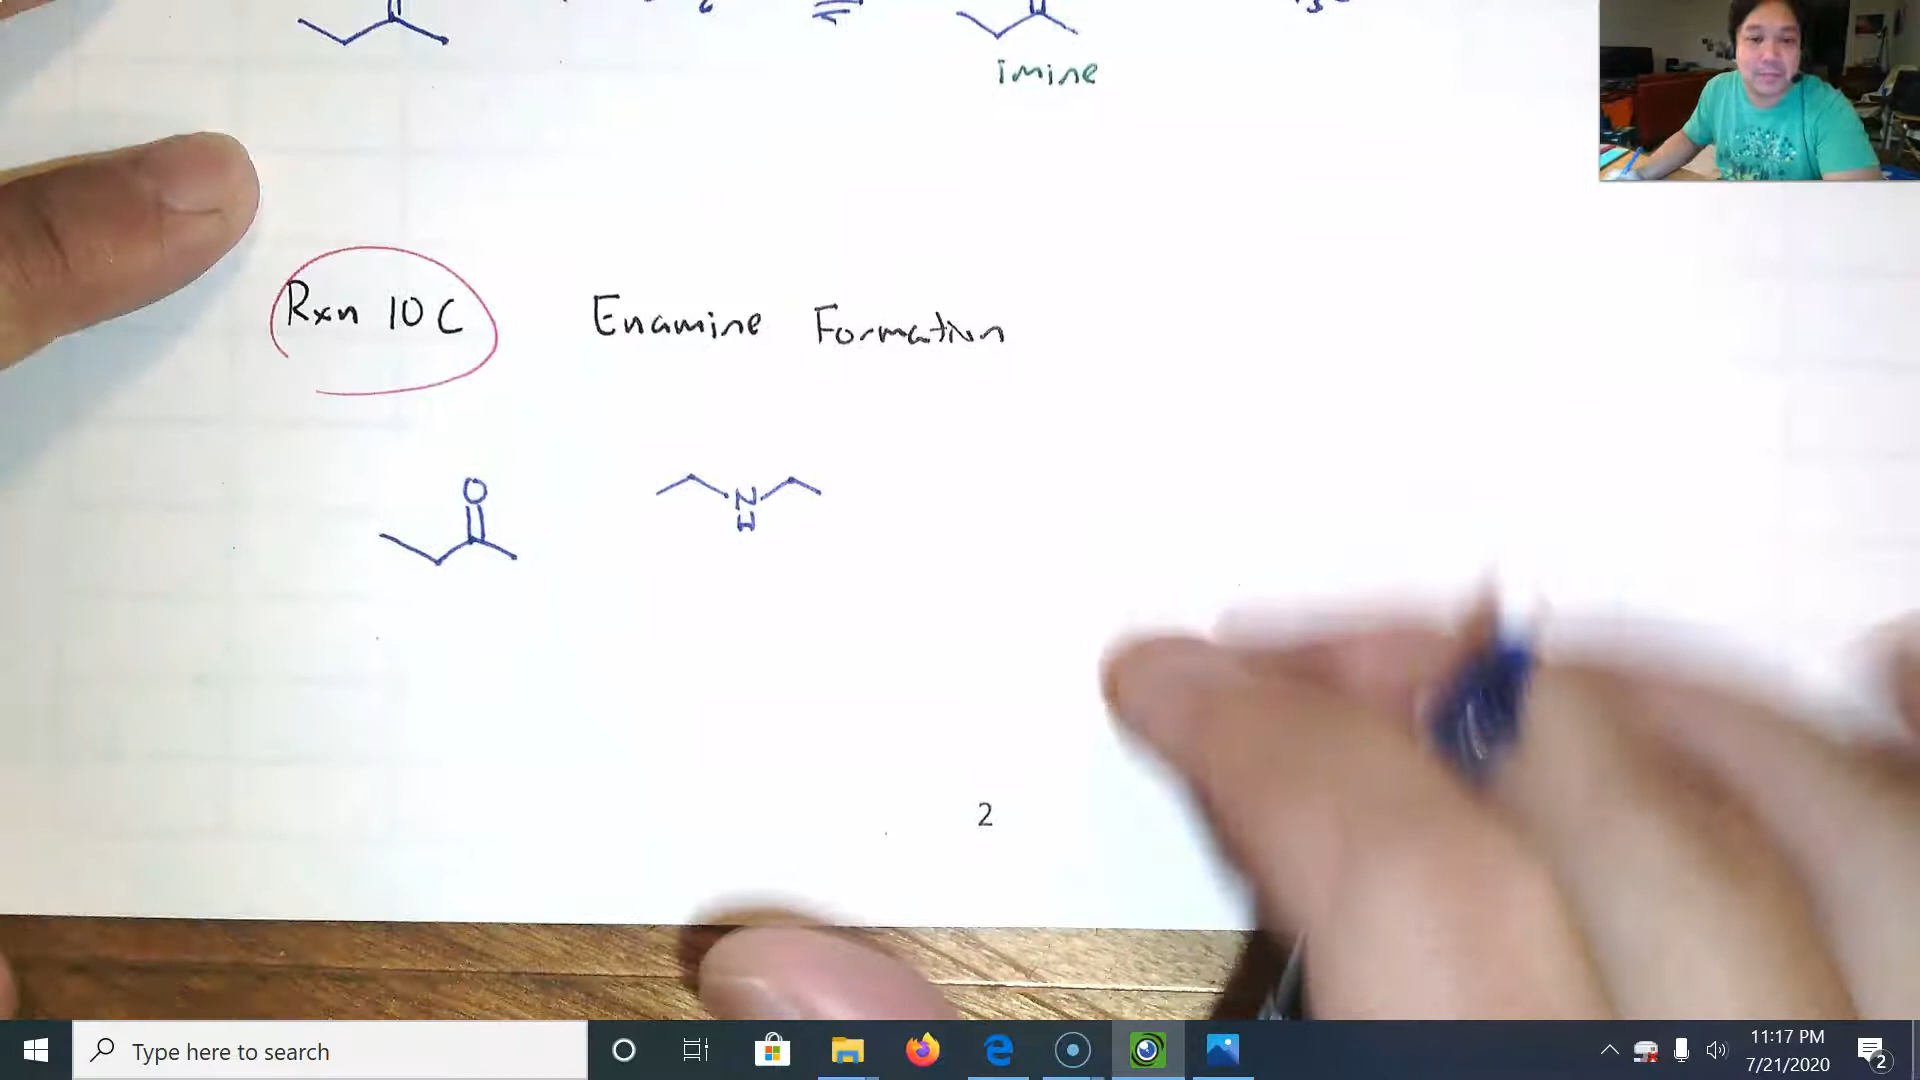 imine
Rxn 10 C
Enamine Formation
O
N
H
2
Type here to search
11:17 PM
7/21/2020
2